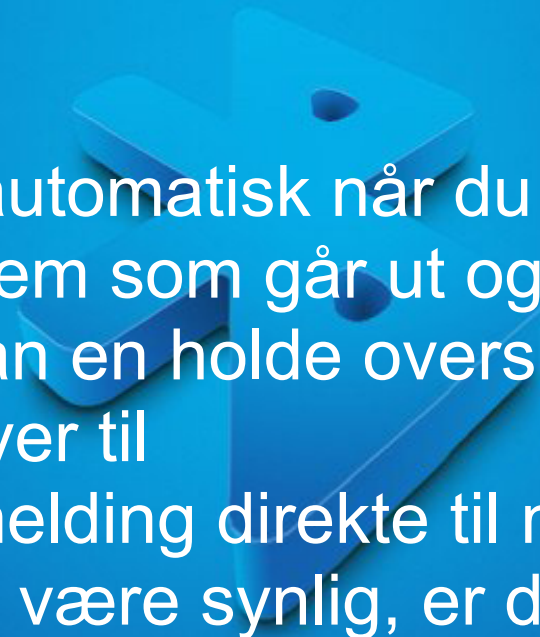 automatisk når du
em som går ut og
an en holde overs
ver til
elding direkte til
være synlig, er d